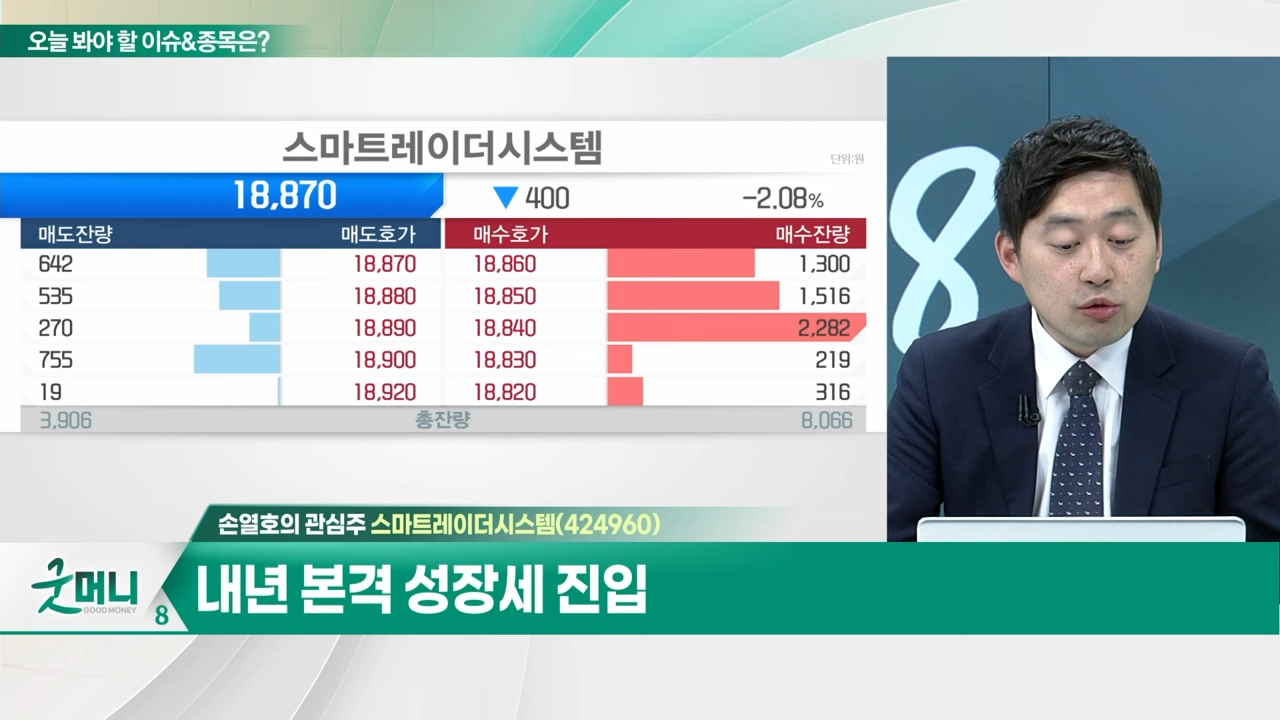 오늘 봐야 할 이슈&종목은?
스마트레이더시스템
단위:원
18,870 ▼ 400 -2.08%
매도잔량 매도호가 매수호가 매수잔량
642 18,870 18,860 1,300
535 18,880 18,850 1,516
270 18,890 18,840 2,282
755 18,900 18,830 219
19 18,920 18,820 316
3,906 총잔량 8,066
8
손열호의 관심주 스마트레이더시스템(424960)
굿머니
GOOD MONEY
8
내년 본격 성장세 진입